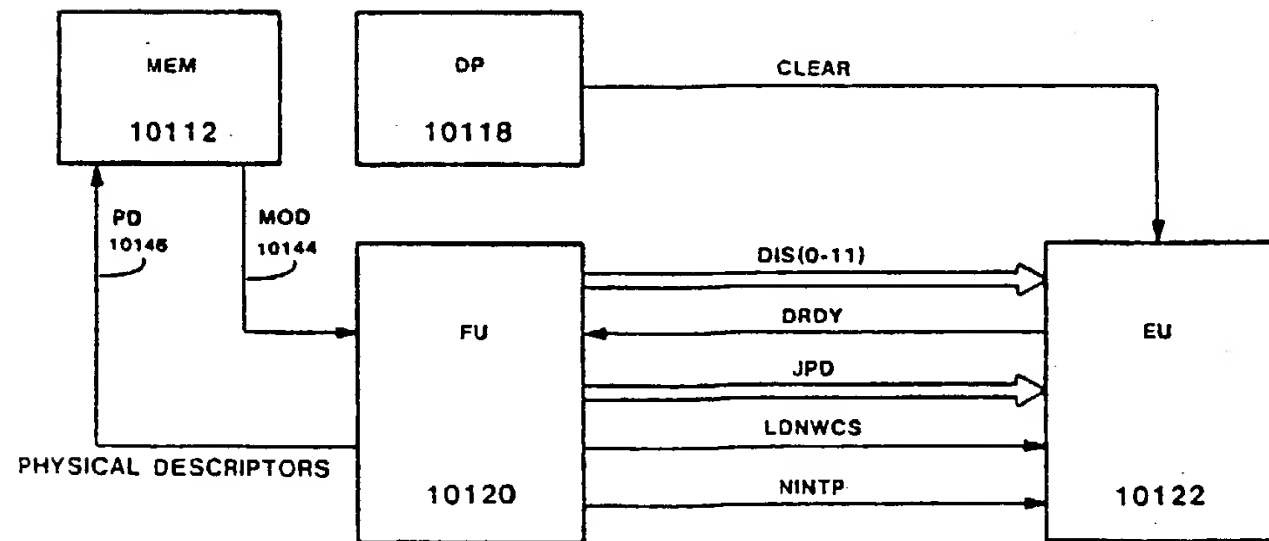 MEM
10112
DP
10118
CLEAR
PD
10146
MOD
10144
FU
10120
DIS(0-11)
DRDY
JPD
LDNWCS
NINTP
EU
10122
PHYSICAL DESCRIPTORS